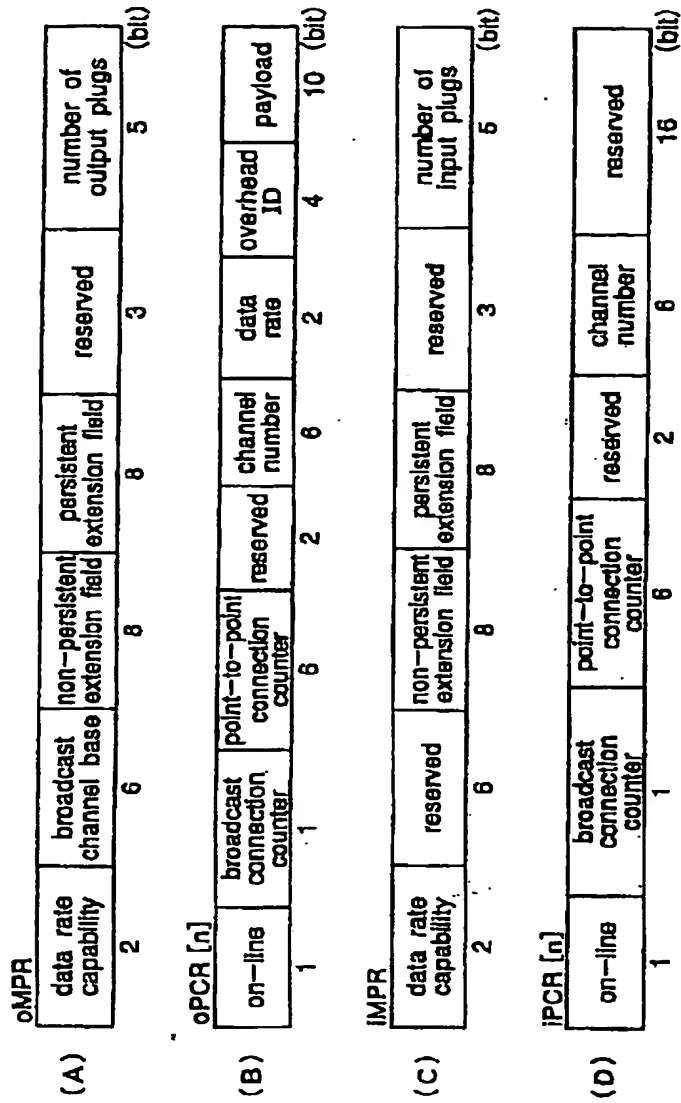 (A)
oMPR
data rate
capability
broadcast
channel base
non-persistent
extension field
persistent
extension field
reserved
number of
output plugs
2
6
8
8
3
5
(bit)
(B)
oPCR [n]
on-line
broadcast
connection
counter
point-to-point
connection
counter
reserved
channel
number
data
rate
overhead
ID
payload
1
1
6
2
6
2
4
10
(bit)
(C)
iMPR
data rate
capability
reserved
non-persistent
extension field
persistent
extension field
reserved
number of
input plugs
2
6
8
8
3
5
(bit)
(D)
iPCR [n]
on-line
broadcast
connection
counter
point-to-point
connection
counter
reserved
channel
number
reserved
1
1
6
2
6
16
(bit)